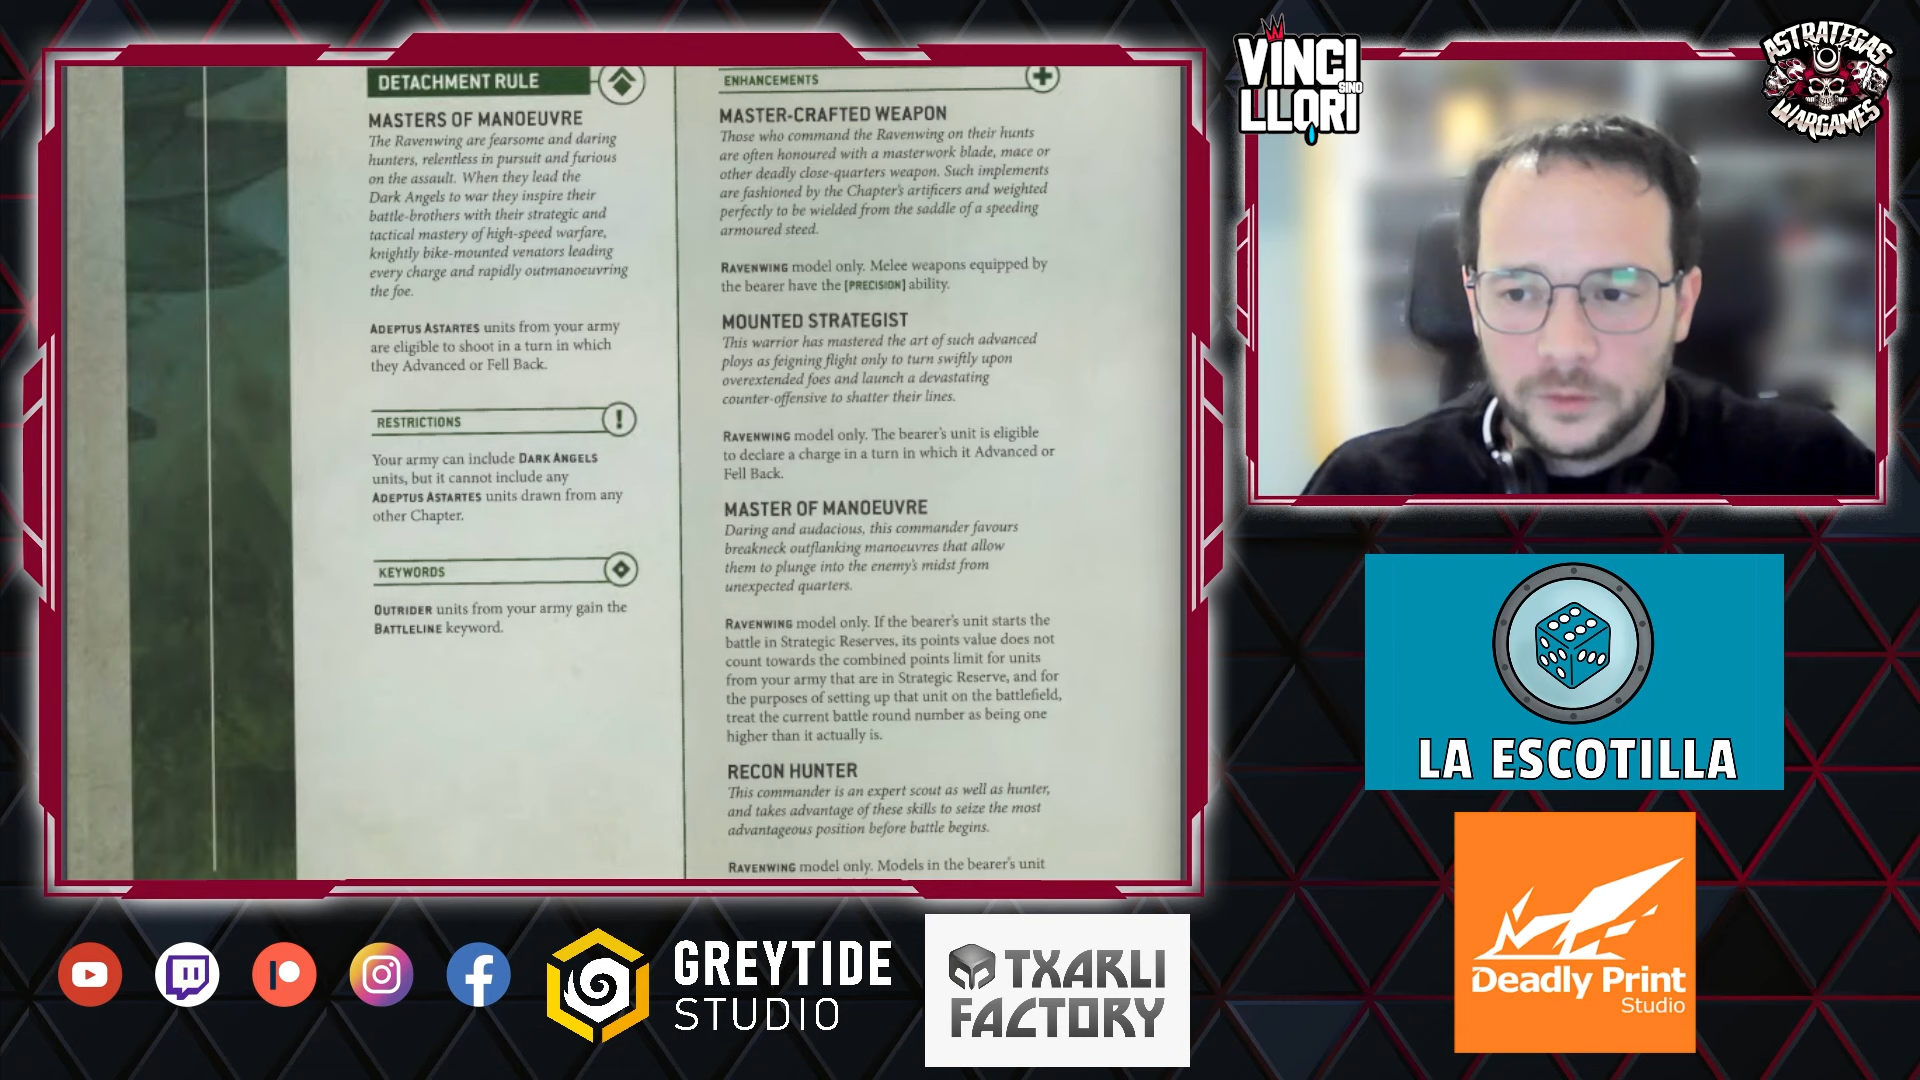 DETACHMENT RULE
MASTERS OF MANOEUVRE
The Ravenwing are fearsome and daring
hunters, relentless in pursuit and furious
on the assault. When they lead the
Dark Angels to war they inspire their
battle-brothers with their strategic and
tactical mastery of high-speed warfare,
knightly bike-mounted venators leading
every charge and rapidly outmanoeuvring
the foe.
ADEPTUS ASTARTES units from your army
are eligible to shoot in a turn in which
they Advanced or Fell Back.
RESTRICTIONS
!
Your army can include DARK ANGELS
units, but it cannot include any
ADEPTUS ASTARTES units drawn from any
other Chapter.
KEYWORDS
OUTRIDER units from your army gain the
BATTLELINE keyword.
ENHANCEMENTS
MASTER-CRAFTED WEAPON
Those who command the Ravenwing on their hunts
are often honoured with a masterwork blade, mace or
other deadly close-quarters weapon. Such implements
are fashioned by the Chapter's artificers and weighted
perfectly to be wielded from the saddle of a speeding
armoured steed.
RAVENWING model only. Melee weapons equipped by
the bearer have the [PRECISION] ability.
MOUNTED STRATEGIST
This warrior has mastered the art of such advanced
ploys as feigning flight only to turn swiftly upon
overextended foes and launch a devastating
counter-offensive to shatter their lines.
RAVENWING model only. The bearer's unit is eligible
to declare a charge in a turn in which it Advanced or
Fell Back.
MASTER OF MANOEUVRE
Daring and audacious, this commander favours
breakneck outflanking manoeuvres that allow
them to plunge into the enemy's midst from
unexpected quarters.
RAVENWING model only. If the bearer's unit starts the
battle in Strategic Reserves, its points value does not
count towards the combined points limit for units
from your army that are in Strategic Reserve, and for
the purposes of setting up that unit on the battlefield,
treat the current battle round number as being one
higher than it actually is.
RECON HUNTER
This commander is an expert scout as well as hunter,
and takes advantage of these skills to seize the most
advantageous position before battle begins.
RAVENWING model only. Models in the bearer's unit
VINCI
SINO
LLORI
ASTRATEGAS
WARGAMES
LA ESCOTILLA
Deadly Print
Studio
GREYTIDE
STUDIO
TXARLI
FACTORY